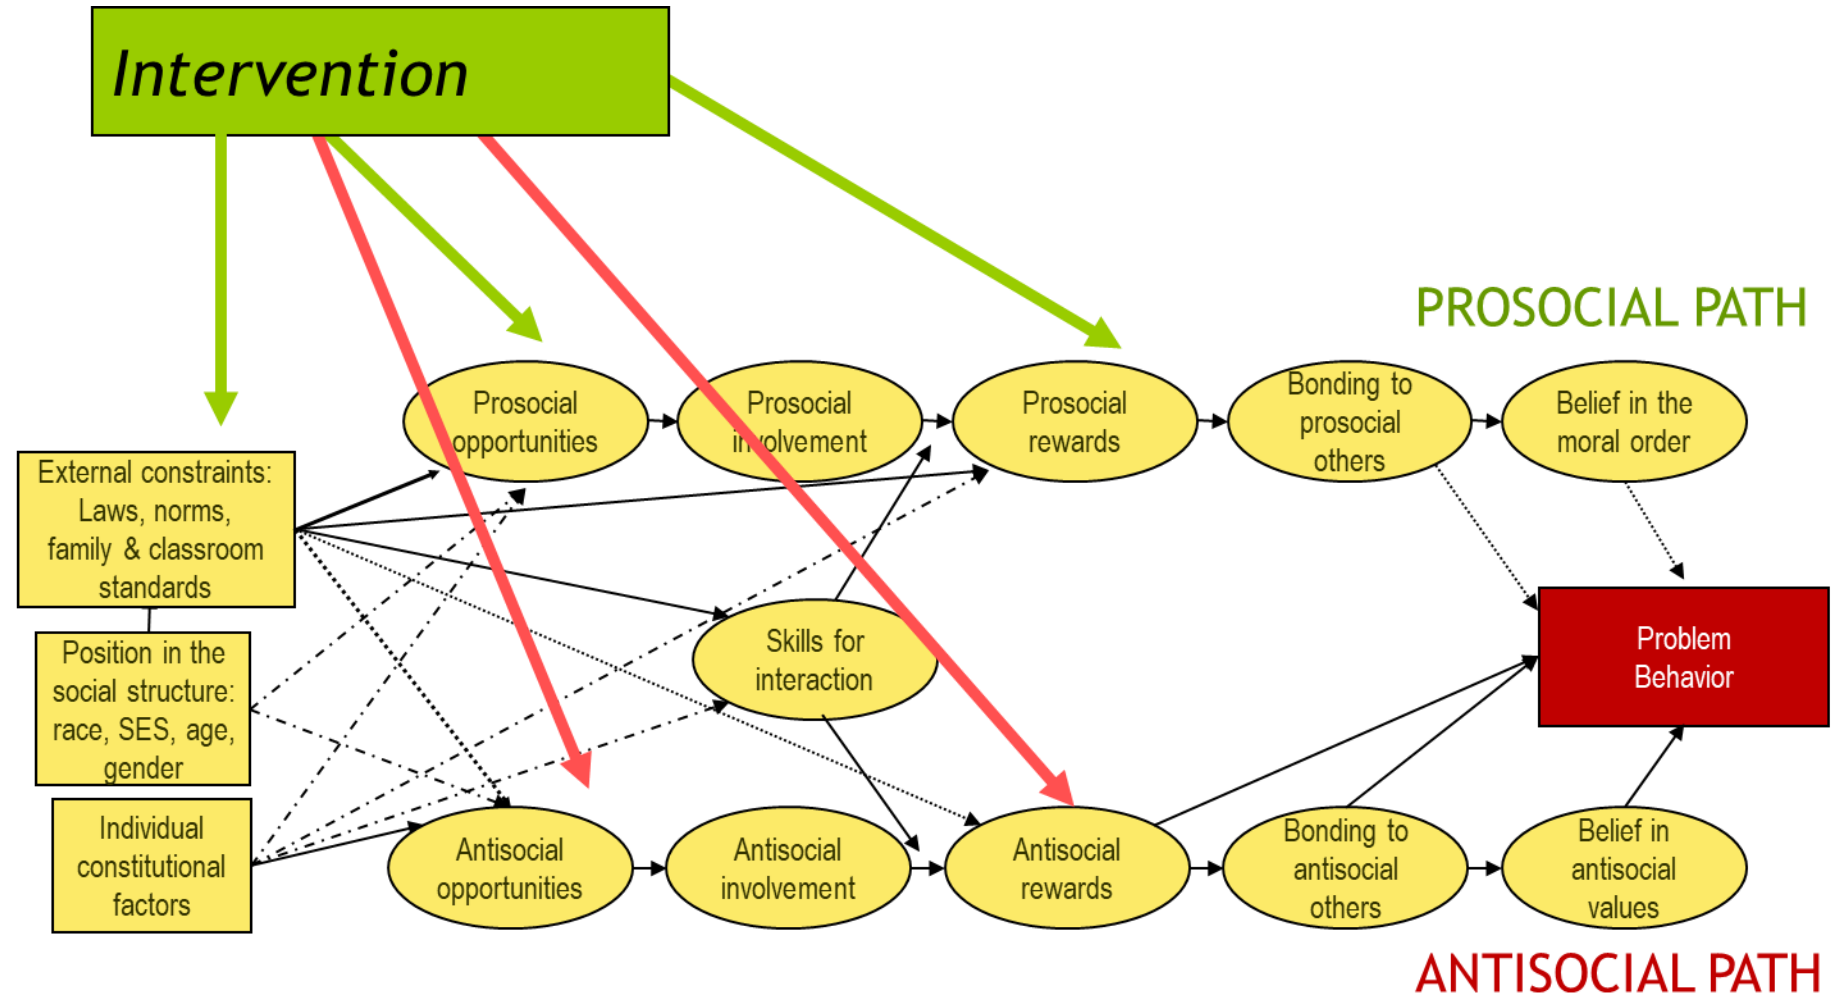 Intervention
PROSOCIAL PATH
Prosocial
opportunities
Prosocial
involvement
Prosocial
rewards
Bonding to
prosocial
others
Belief in the
moral order
External constraints:
Laws, norms,
family & classroom
standards
Position in the
social structure:
race, SES, age,
gender
Individual
constitutional
factors
Skills for
interaction
Problem
Behavior
Antisocial
opportunities
Antisocial
involvement
Antisocial
rewards
Bonding to
antisocial
others
Belief in
antisocial
values
ANTISOCIAL PATH